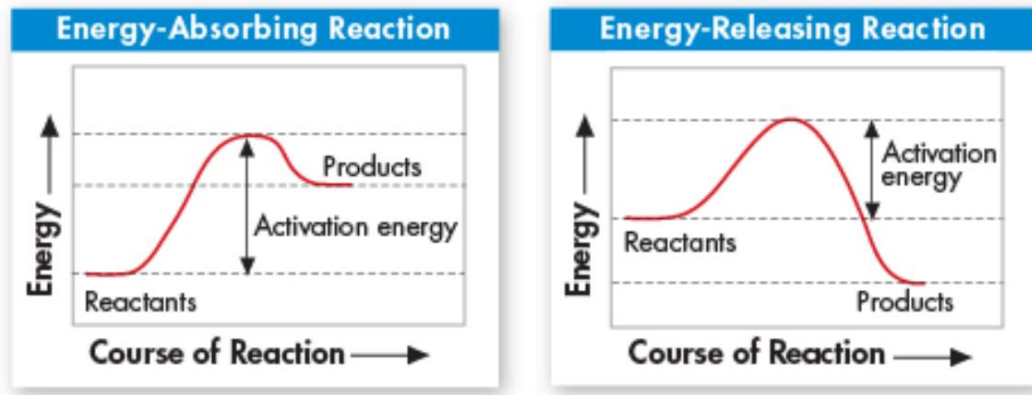 Energy-Absorbing Reaction
Energy
Products
Activation energy
Reactants
Course of Reaction
Energy-Releasing Reaction
Energy
Activation
energy
Reactants
Products
Course of Reaction